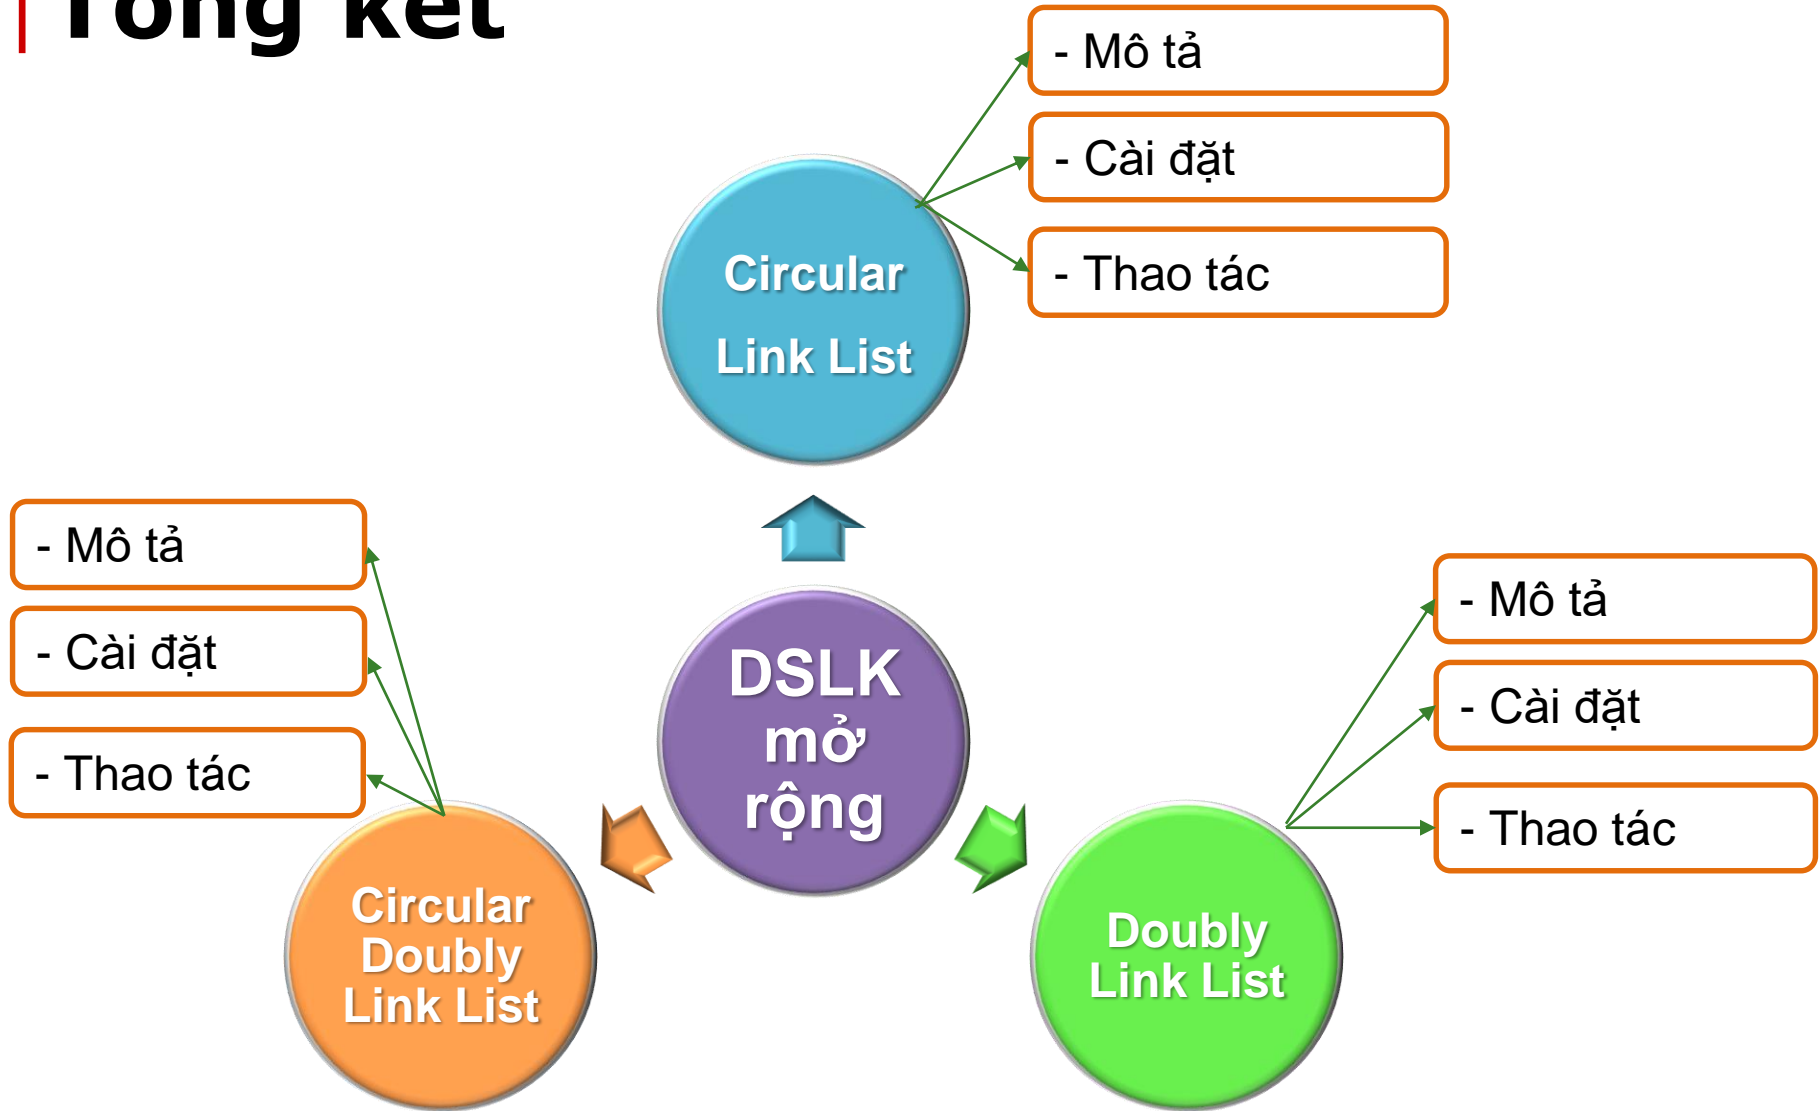 Tổng kết
- Mô tả
- Cài đặt
- Thao tác
Circular
Link List
- Mô tả
- Cài đặt
- Thao tác
DSLK
mở
rộng
- Mô tả
- Cài đặt
- Thao tác
Circular
Doubly
Link List
Doubly
Link List